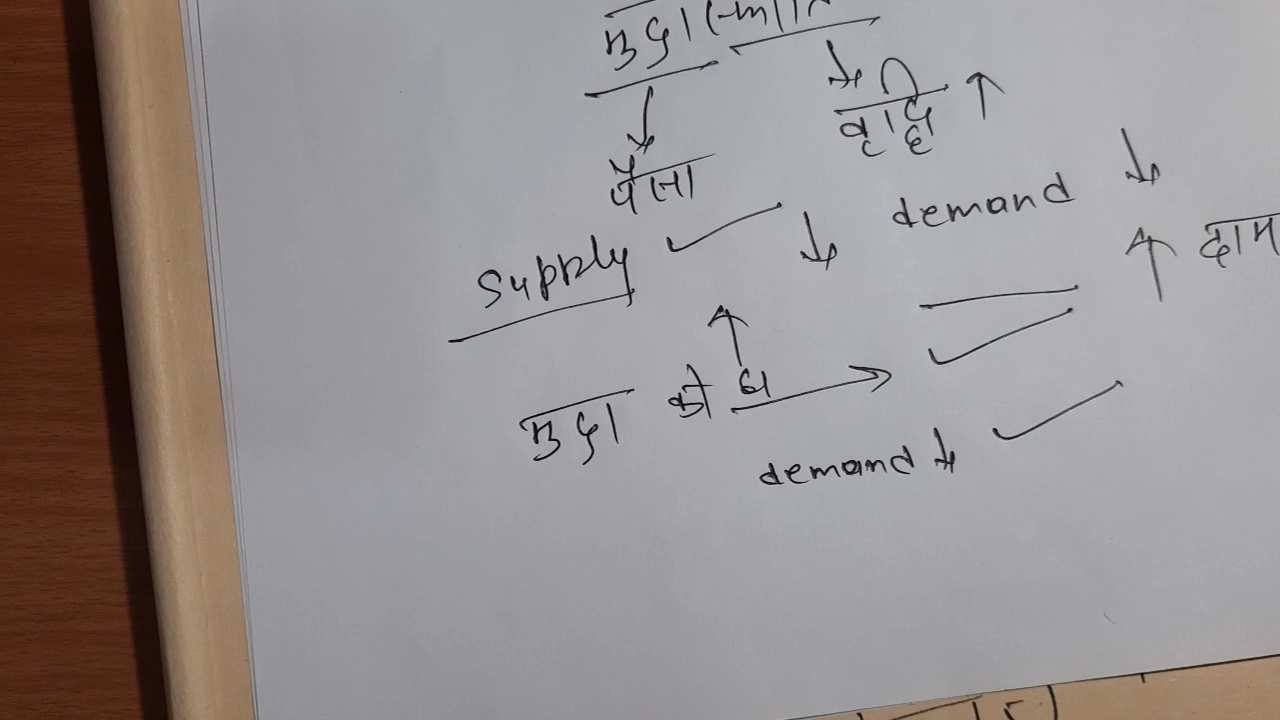 मुद्रा
वृद्धि ↑
पैसा
demand ↓
supply ✓ ↓
↑ दाम
मुद्रा को
demand ↓ ✓